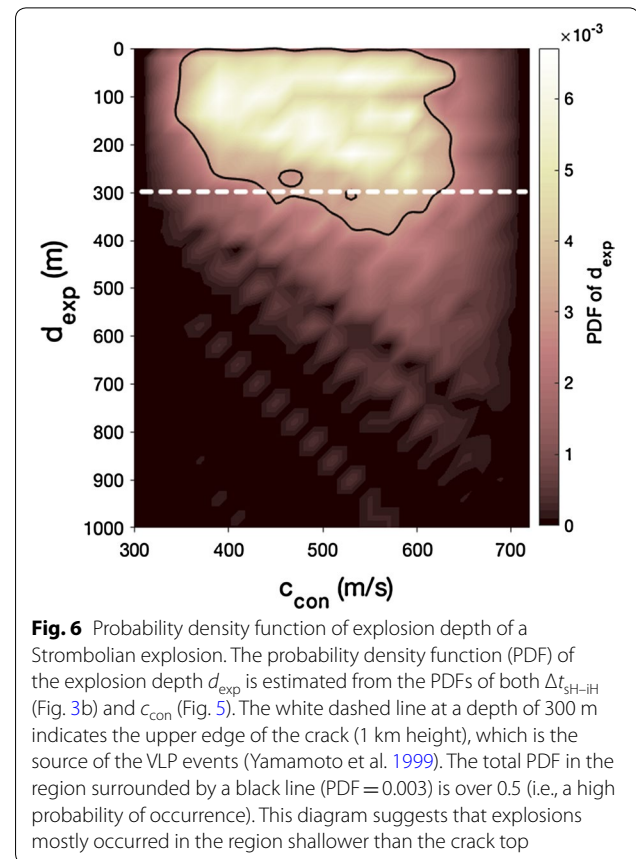 ×10⁻³
0
100
200
300
400
500
600
700
800
900
1000
d_exp (m)
300
400
500
600
700
c_con (m/s)
6
5
4
3
2
1
0
PDF of d_exp
Fig. 6 Probability density function of explosion depth of a
Strombolian explosion. The probability density function (PDF) of
the explosion depth d_exp is estimated from the PDFs of both Δt_sH–iH
(Fig. 3b) and c_con (Fig. 5). The white dashed line at a depth of 300 m
indicates the upper edge of the crack (1 km height), which is the
source of the VLP events (Yamamoto et al. 1999). The total PDF in the
region surrounded by a black line (PDF = 0.003) is over 0.5 (i.e., a high
probability of occurrence). This diagram suggests that explosions
mostly occurred in the region shallower than the crack top